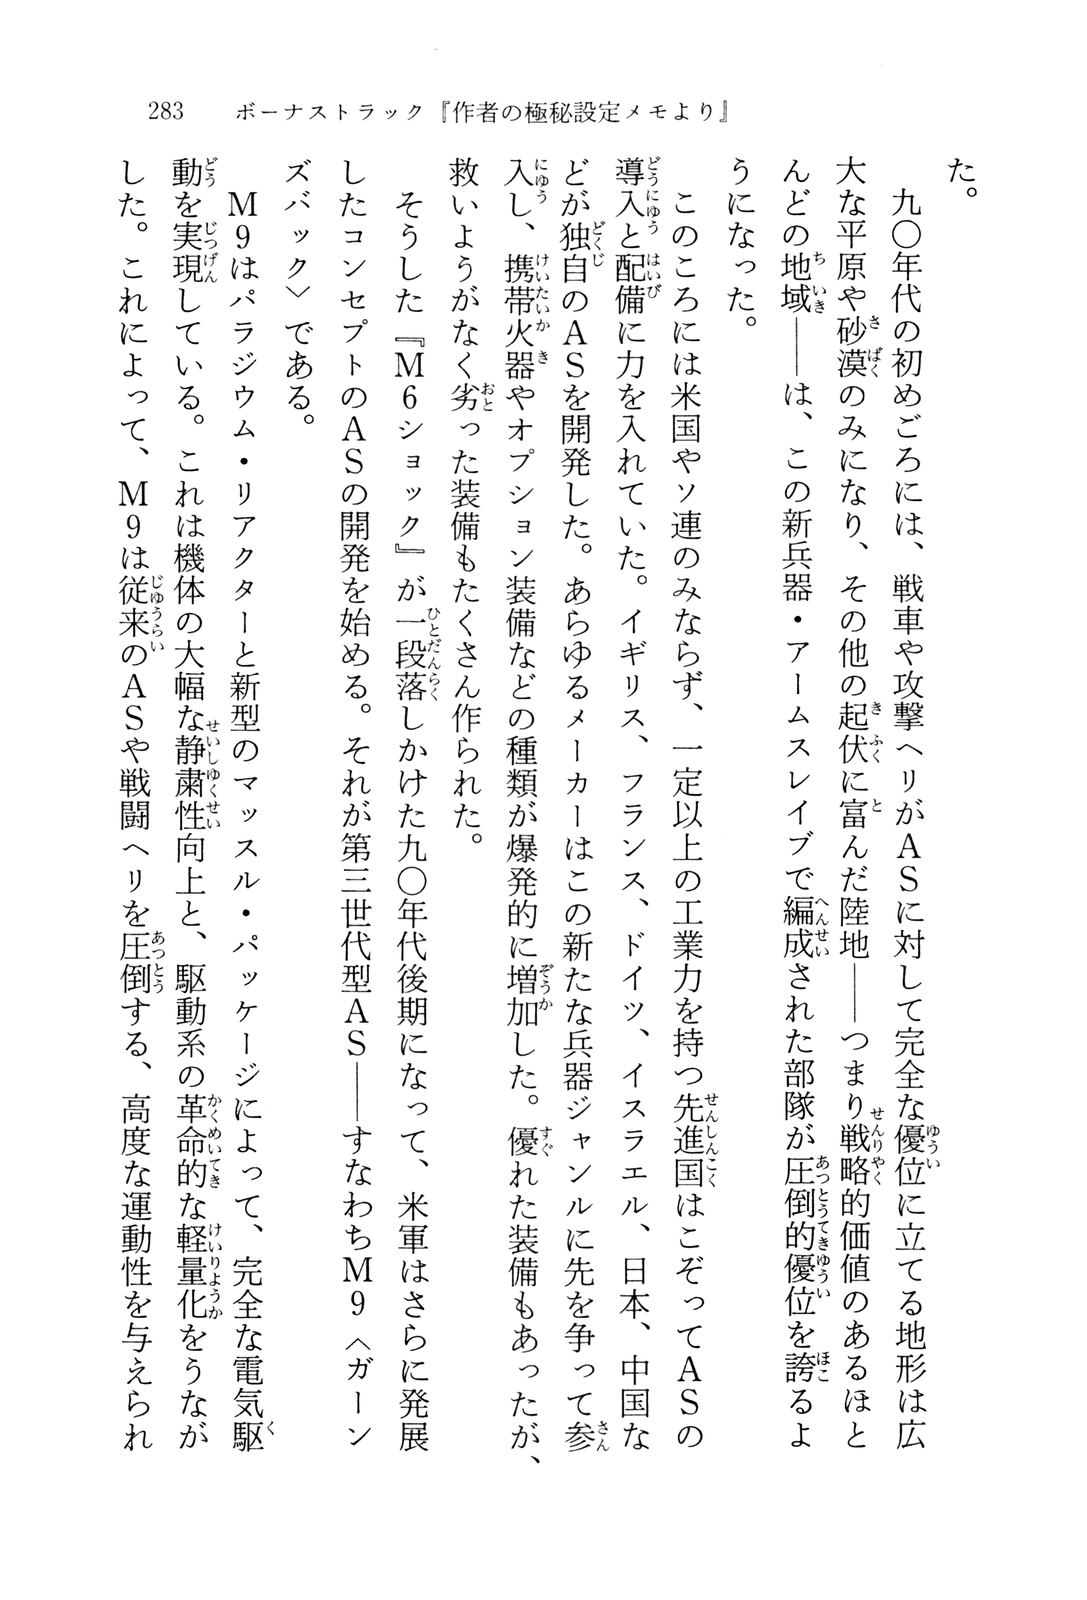 283 ボーナストラック『作者の極秘設定メモより』
た。
九〇年代の初めごろには、戦車や攻撃ヘリがASに対して完全な優位に立てる地形は広
大な平原や砂漠のみになり、その他の起伏に富んだ陸地――つまり戦略的価値のあるほと
んどの地域――は、この新兵器・アームスレイブで編成された部隊が圧倒的優位を誇るよ
うになった。
このころには米国やソ連のみならず、一定以上の工業力を持つ先進国はこぞってASの
導入と配備に力を入れていた。イギリス、フランス、ドイツ、イスラエル、日本、中国な
どが独自のASを開発した。あらゆるメーカーはこの新たな兵器ジャンルに先を争って参
入し、携帯火器やオプション装備などの種類が爆発的に増加した。優れた装備もあったが、
救いようがなく劣った装備もたくさん作られた。
そうした『M6ショック』が一段落しかけた九〇年代後期になって、米軍はさらに発展
したコンセプトのASの開発を始める。それが第三世代型AS――すなわちM9〈ガーン
ズバック〉である。
M9はパラジウム・リアクターと新型のマッスル・パッケージによって、完全な電気駆
動を実現している。これは機体の大幅な静粛性向上と、駆動系の革命的な軽量化をうなが
した。これによって、M9は従来のASや戦闘ヘリを圧倒する、高度な運動性を与えられ